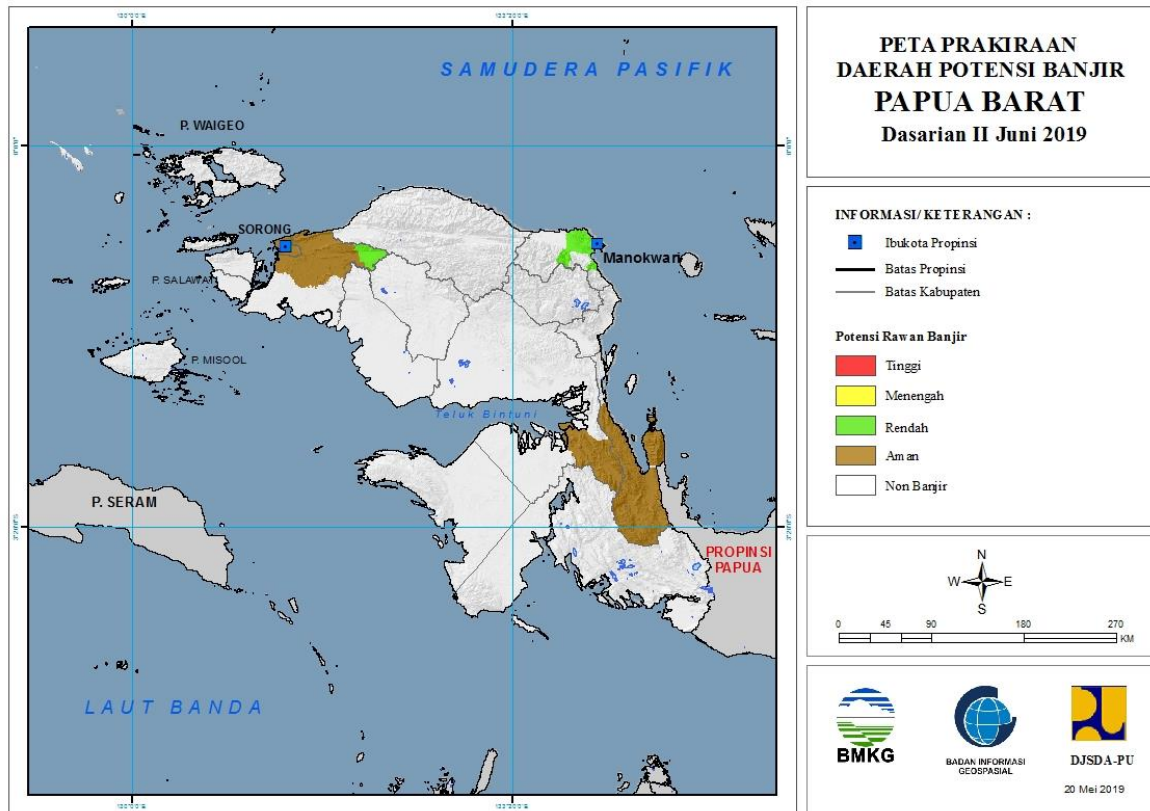 SAMUDERA PASIFIK
P. WAIGEO
SORONG
P. SALAWATI
Manokwari
P. MISOOL
Teluk Bintuni
P. SERAM
PROPINSI
PAPUA
LAUT BANDA
PETA PRAKIRAAN
DAERAH POTENSI BANJIR
PAPUA BARAT
Dasarian II Juni 2019
INFORMASI/ KETERANGAN :
Ibukota Propinsi
Batas Propinsi
Batas Kabupaten
Potensi Rawan Banjir
Tinggi
Menengah
Rendah
Aman
Non Banjir
N
W E
S
0 45 90 180 270
KM
BMKG
BADAN INFORMASI
GEOSPASIAL
DJSDA-PU
20 Mei 2019